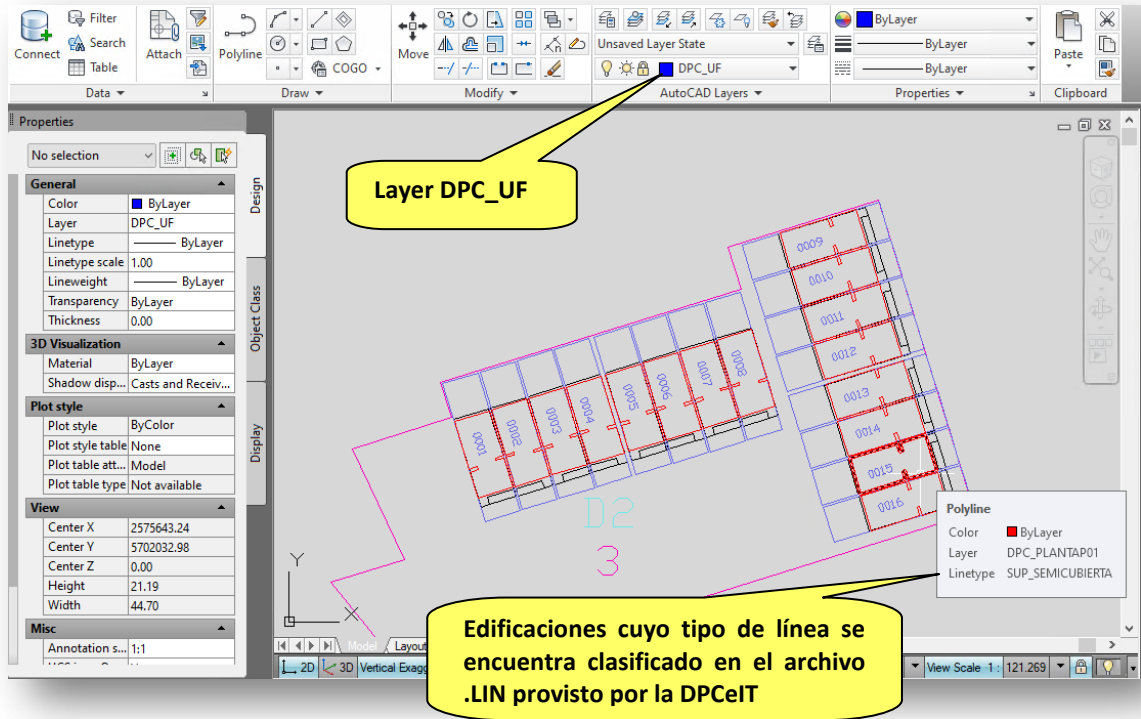 Connect
Filter
Search
Table
Data
Attach
Polyline
COGO
Draw
Move
Modify
Unsaved Layer State
DPC_UF
AutoCAD Layers
ByLayer
ByLayer
ByLayer
Properties
Paste
Clipboard
Properties
No selection
General
Color ByLayer
Layer DPC_UF
Linetype ByLayer
Linetype scale 1.00
Lineweight ByLayer
Transparency ByLayer
Thickness 0.00
3D Visualization
Material ByLayer
Shadow disp... Casts and Receiv...
Plot style
Plot style ByColor
Plot style table None
Plot table att... Model
Plot table type Not available
View
Center X 2575643.24
Center Y 5702032.98
Center Z 0.00
Height 21.19
Width 44.70
Misc
Annotation s... 1:1
Design
Object Class
Display
Layer DPC_UF
0009
0010
0011
0012
0013
0014
0015
0016
0001
0002
0003
0004
0005
0006
0007
0008
D2
3
Y
X
Polyline
Color ByLayer
Layer DPC_PLANTAP01
Linetype SUP_SEMICUBIERTA
Edificaciones cuyo tipo de línea se
encuentra clasificado en el archivo
.LIN provisto por la DPCeIT
Model
Layou
2D
3D
Vertical Exagg
View Scale 1: 121.269